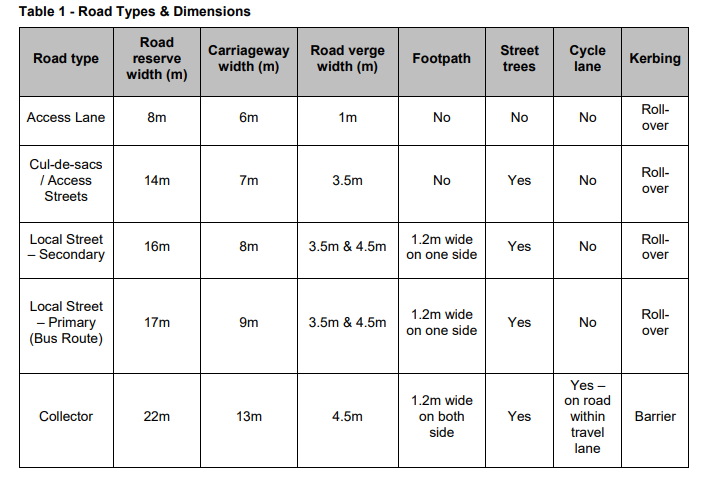 Table 1 - Road Types & Dimensions
Road type
Road
reserve
width (m)
Carriageway
width (m)
Road verge
width (m)
Footpath
Street
trees
Cycle
lane
Kerbing
Access Lane
8m
6m
1m
No
No
No
Roll-
over
Cul-de-sacs
/ Access
Streets
14m
7m
3.5m
No
Yes
No
Roll-
over
Local Street
– Secondary
16m
8m
3.5m & 4.5m
1.2m wide
on one side
Yes
No
Roll-
over
Local Street
– Primary
(Bus Route)
17m
9m
3.5m & 4.5m
1.2m wide
on one side
Yes
No
Roll-
over
Collector
22m
13m
4.5m
1.2m wide
on both
side
Yes
Yes –
on road
within
travel
lane
Barrier